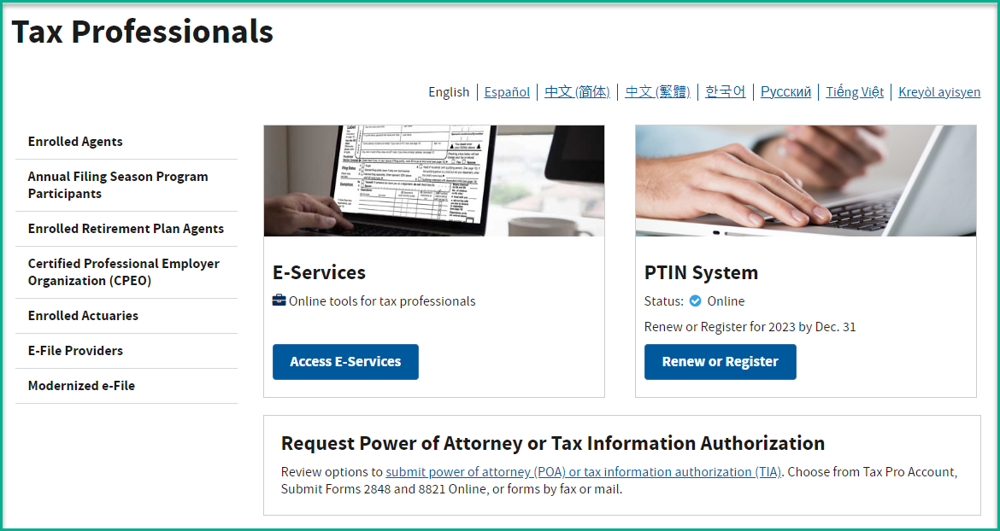 Tax Professionals
English
Español
中文 (简体)
中文 (繁體)
한국어
Русский
Tiếng Việt
Kreyòl ayisyen
Enrolled Agents
Annual Filing Season Program
Participants
Enrolled Retirement Plan Agents
Certified Professional Employer
Organization (CPEO)
Enrolled Actuaries
E-File Providers
Modernized e-File
Label
Filing Status
Exemptions
E-Services
Online tools for tax professionals
Access E-Services
PTIN System
Status: Online
Renew or Register for 2023 by Dec. 31
Renew or Register
Request Power of Attorney or Tax Information Authorization
Review options to submit power of attorney (POA) or tax information authorization (TIA). Choose from Tax Pro Account,
Submit Forms 2848 and 8821 Online, or forms by fax or mail.